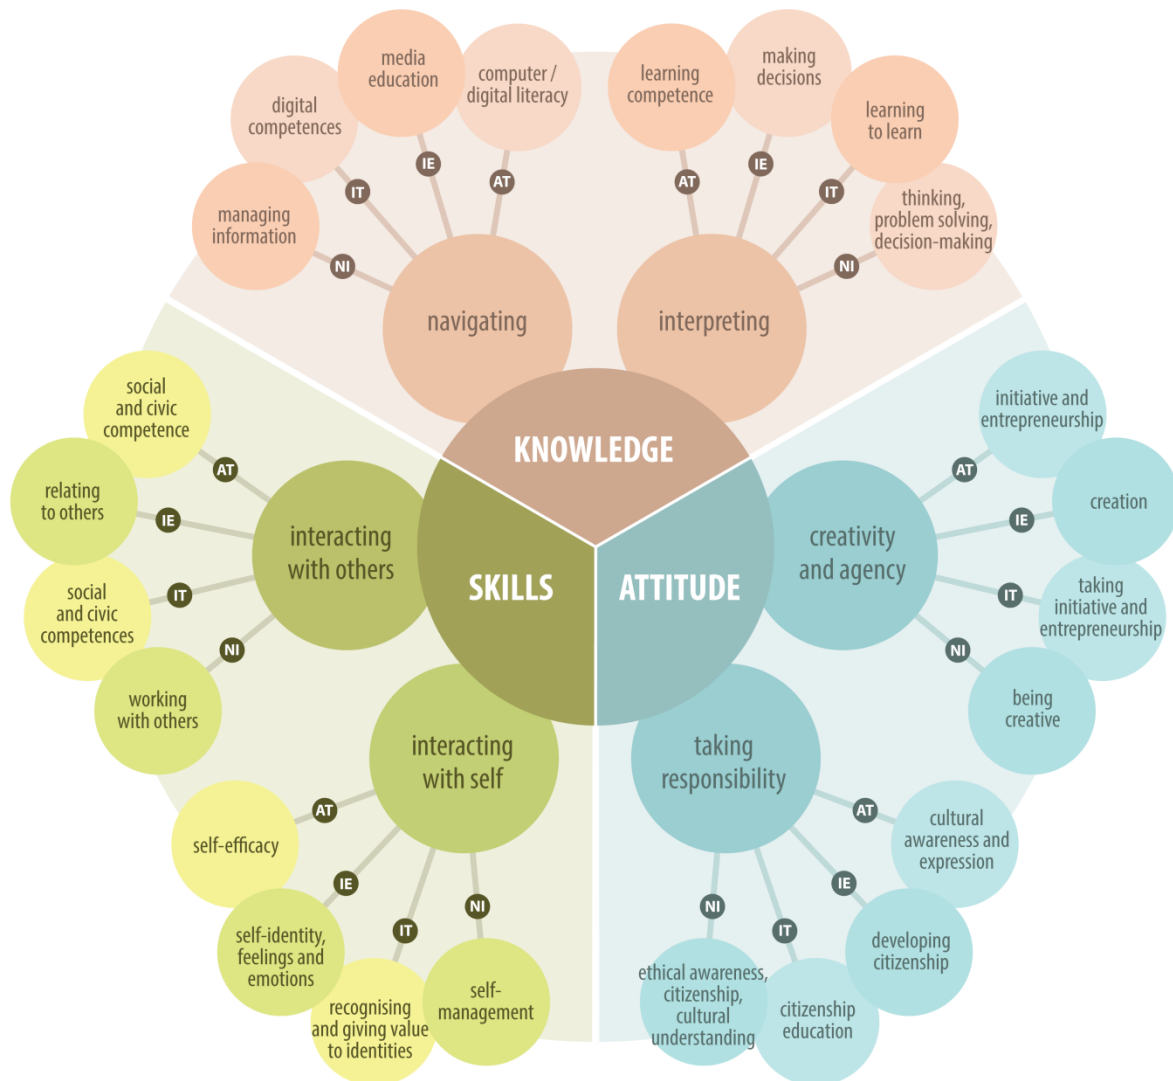 media
education
computer /
digital literacy
digital
competences
managing
information
IE
AT
IT
NI
navigating
learning
competence
making
decisions
learning
to learn
thinking,
problem solving,
decision-making
AT
IE
IT
NI
interpreting
KNOWLEDGE
SKILLS
ATTITUDE
social
and civic
competence
relating
to others
social
and civic
competences
working
with others
AT
IE
IT
NI
interacting
with others
initiative and
entrepreneurship
creation
taking
initiative and
entrepreneurship
being
creative
AT
IE
IT
NI
creativity
and agency
interacting
with self
AT
IE
IT
NI
self-efficacy
self-identity,
feelings and
emotions
recognising
and giving value
to identities
self-
management
taking
responsibility
AT
IE
IT
NI
cultural
awareness and
expression
developing
citizenship
citizenship
education
ethical awareness,
citizenship,
cultural
understanding